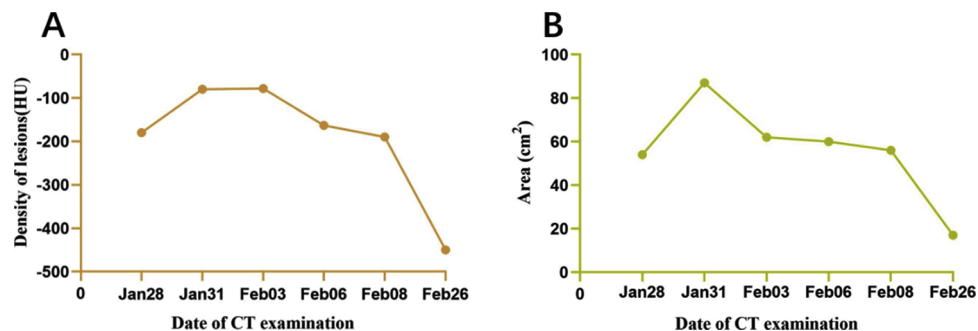 A
Density of lesions(HU)
0
-100
-200
-300
-400
-500
0 Jan28 Jan31 Feb03 Feb06 Feb08 Feb26
Date of CT examination
B
Area (cm²)
100
80
60
40
20
0
0 Jan28 Jan31 Feb03 Feb06 Feb08 Feb26
Date of CT examination